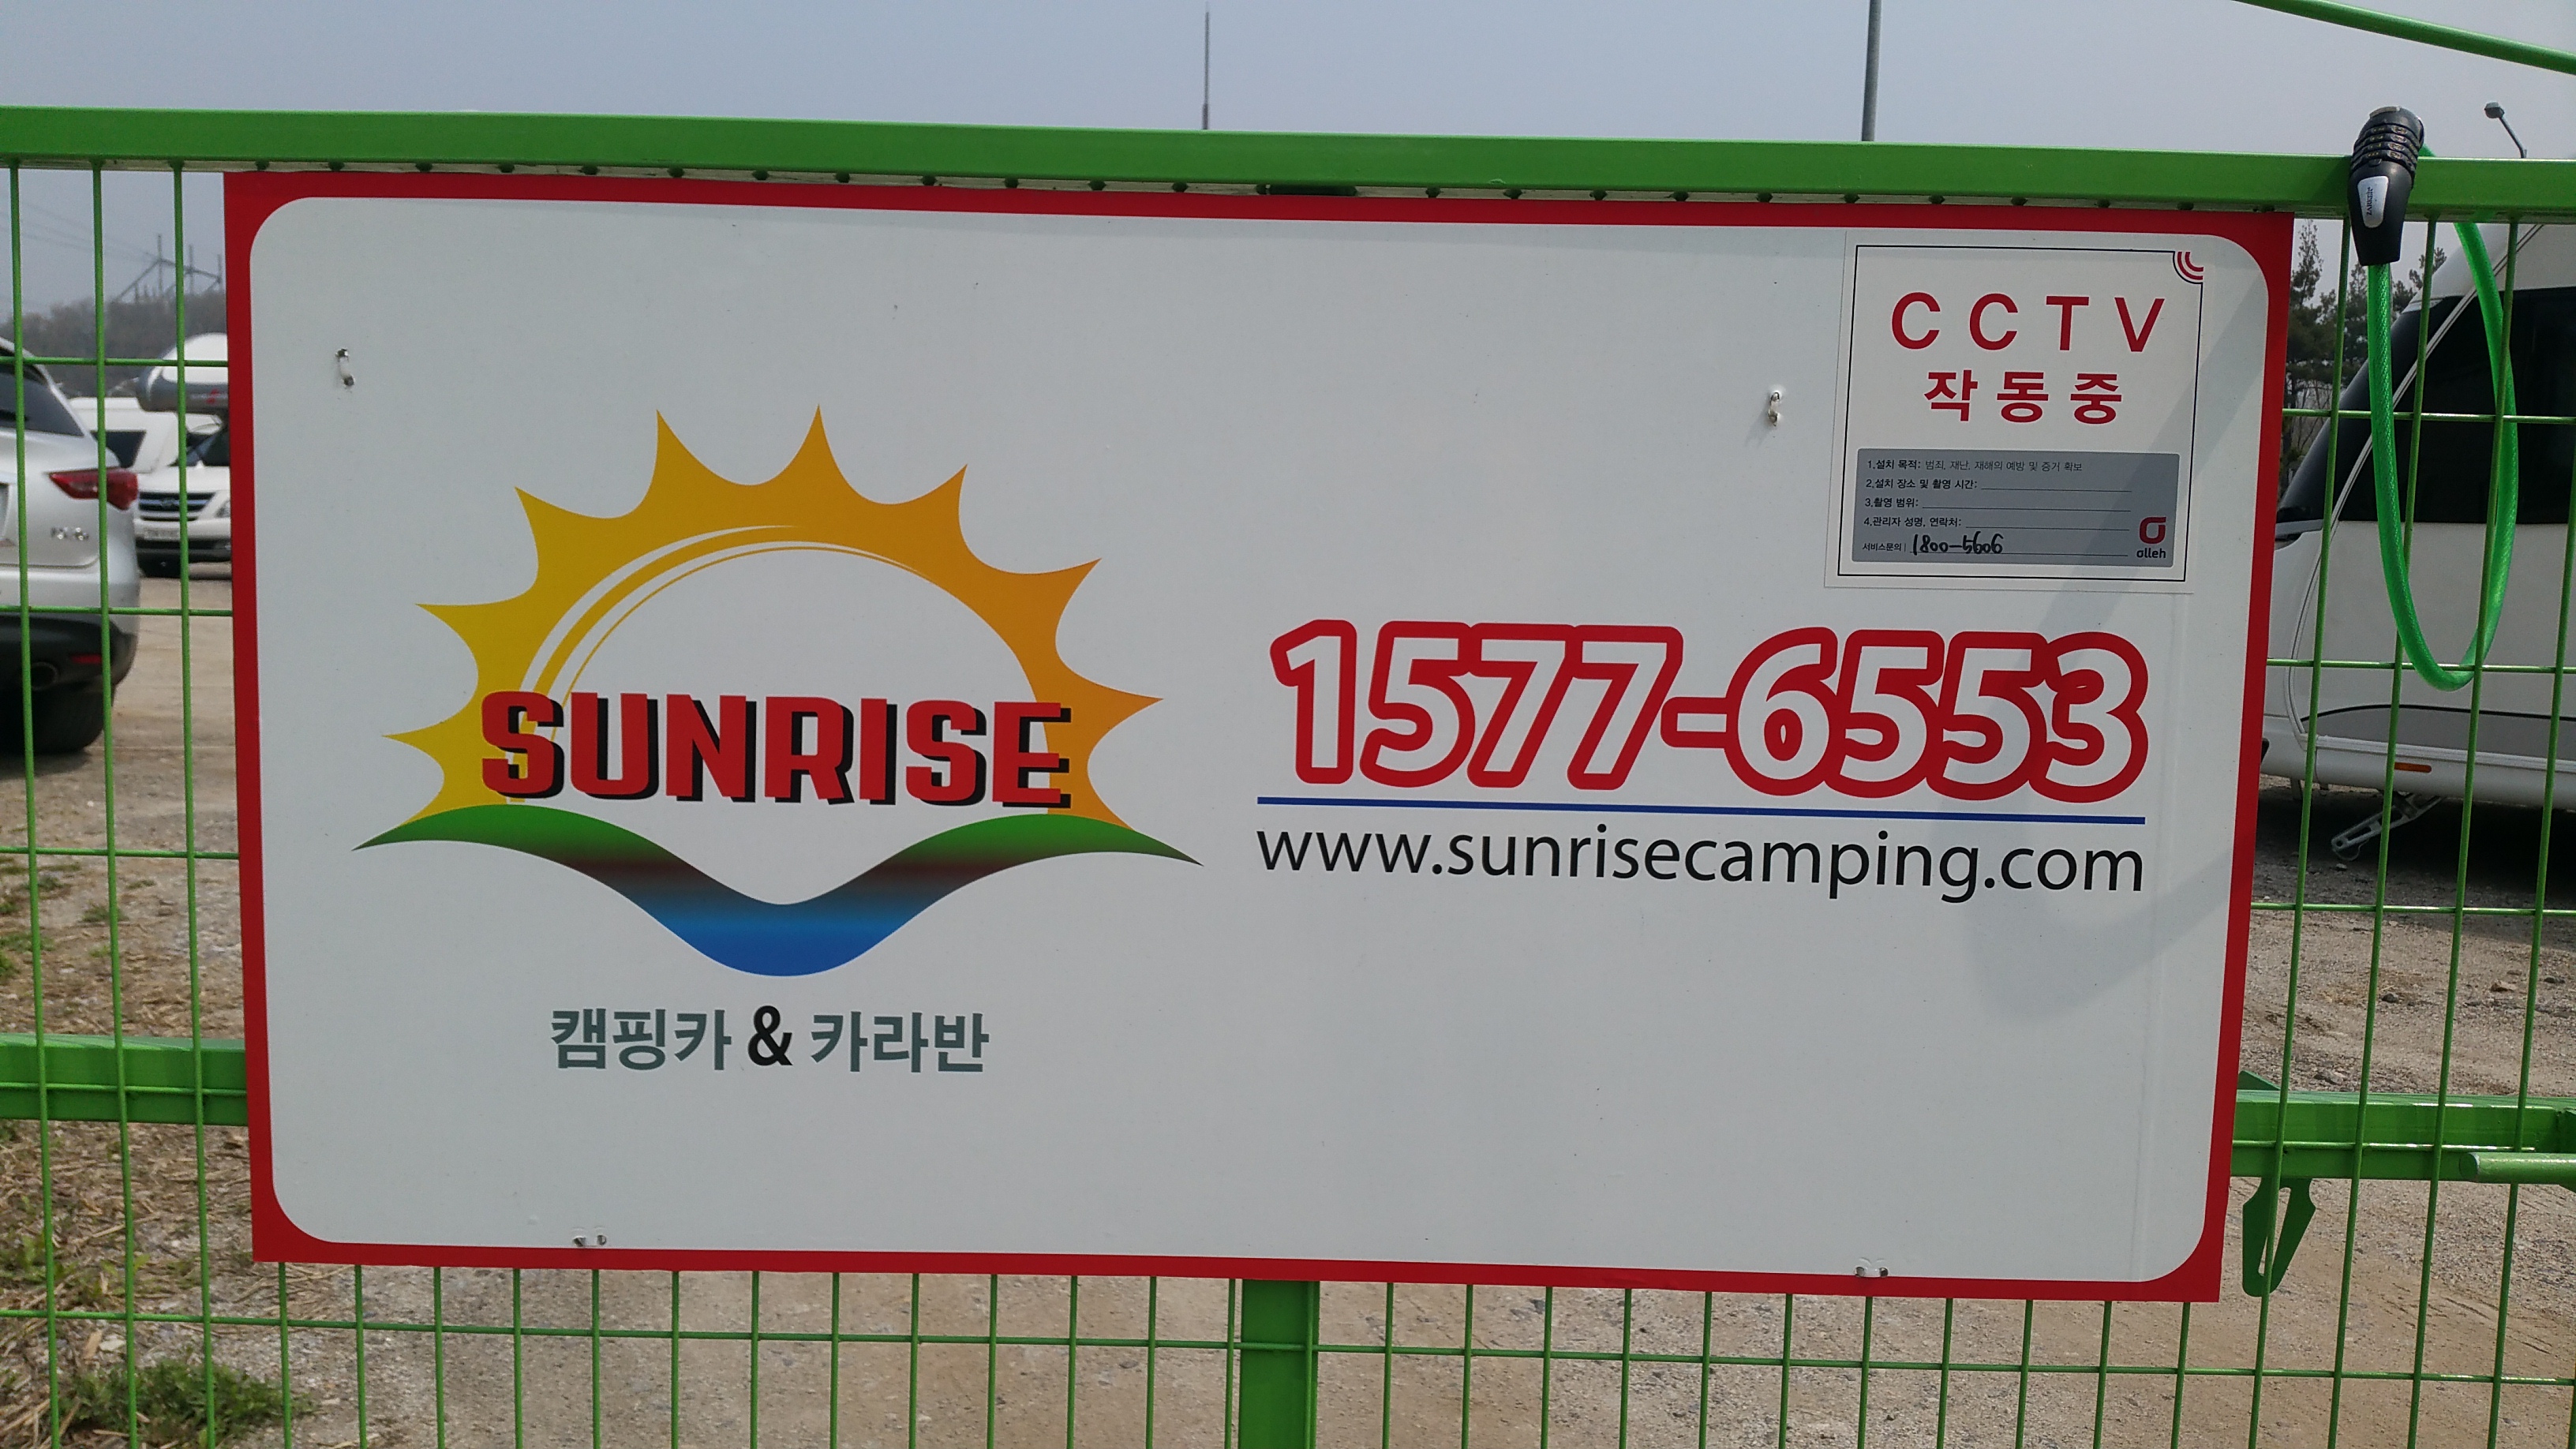 CCTV
작동중
1.설치 목적: 범죄, 재난, 재해의 예방 및 증거 확보
2.설치 장소 및 촬영 시간:
3.촬영 범위:
4.관리자 성명, 연락처:
서비스문의 | 1800-5606
olleh
SUNRISE
캠핑카 & 카라반
1577-6553
www.sunrisecamping.com